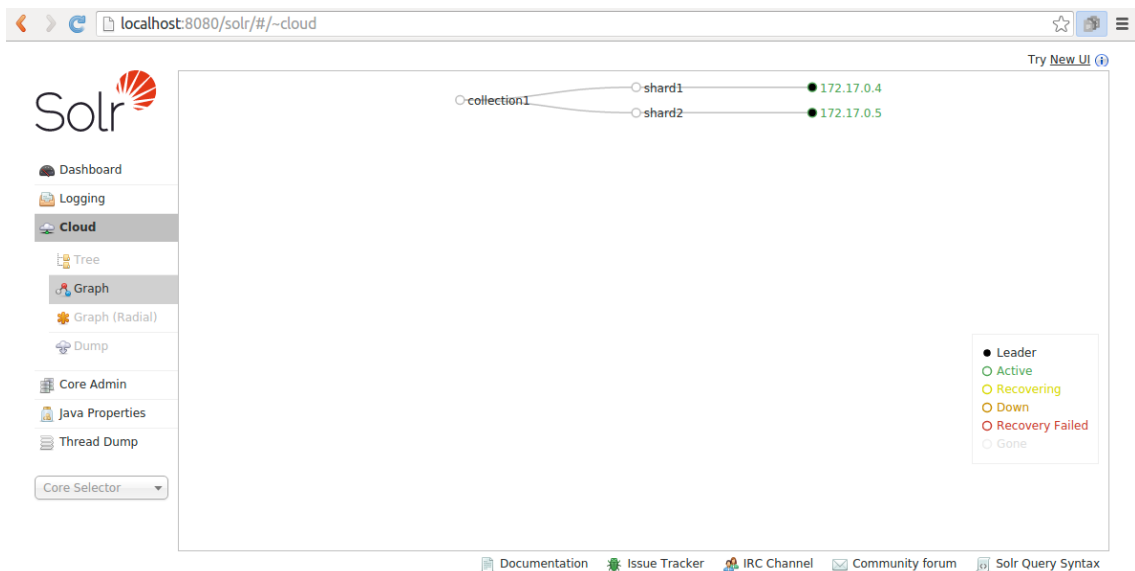 localhost:8080/solr/#/~cloud
Try New UI
Solr
collection1
shard1
172.17.0.4
shard2
172.17.0.5
Dashboard
Logging
Cloud
Tree
Graph
Graph (Radial)
Dump
Core Admin
Java Properties
Thread Dump
Core Selector
Leader
Active
Recovering
Down
Recovery Failed
Gone
Documentation Issue Tracker IRC Channel Community forum Solr Query Syntax